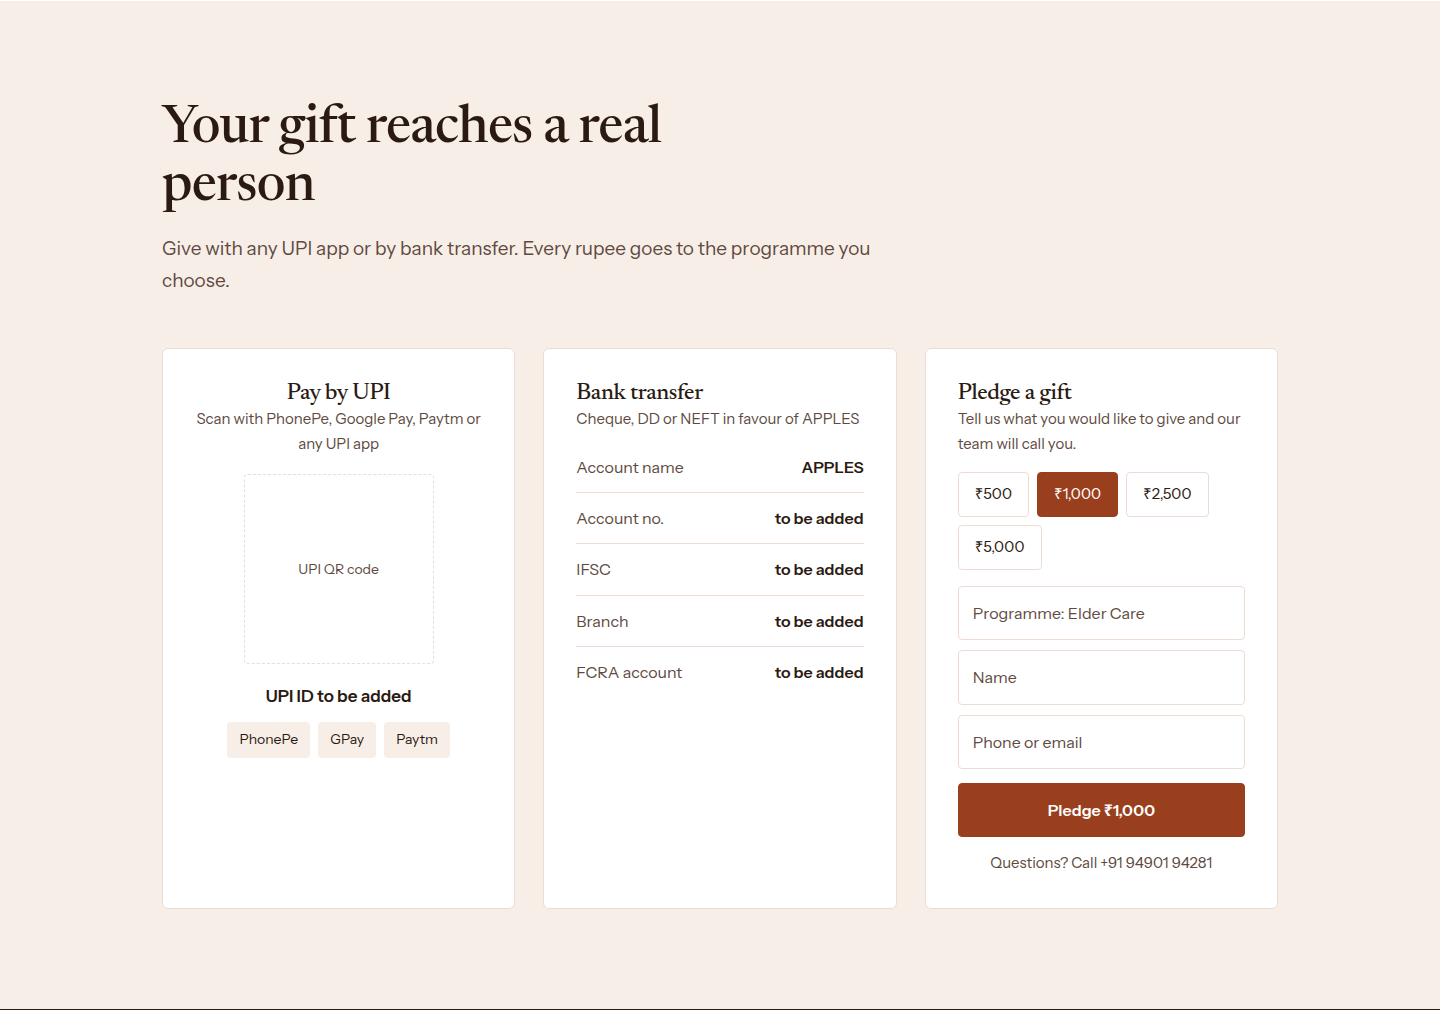 Your gift reaches a real
person
Give with any UPI app or by bank transfer. Every rupee goes to the programme you
choose.
Pay by UPI
Scan with PhonePe, Google Pay, Paytm or
any UPI app
UPI QR code
UPI ID to be added
PhonePe GPay Paytm
Bank transfer
Cheque, DD or NEFT in favour of APPLES
Account name APPLES
Account no. to be added
IFSC to be added
Branch to be added
FCRA account to be added
Pledge a gift
Tell us what you would like to give and our
team will call you.
₹500 ₹1,000 ₹2,500
₹5,000
Programme: Elder Care
Name
Phone or email
Pledge ₹1,000
Questions? Call +91 94901 94281